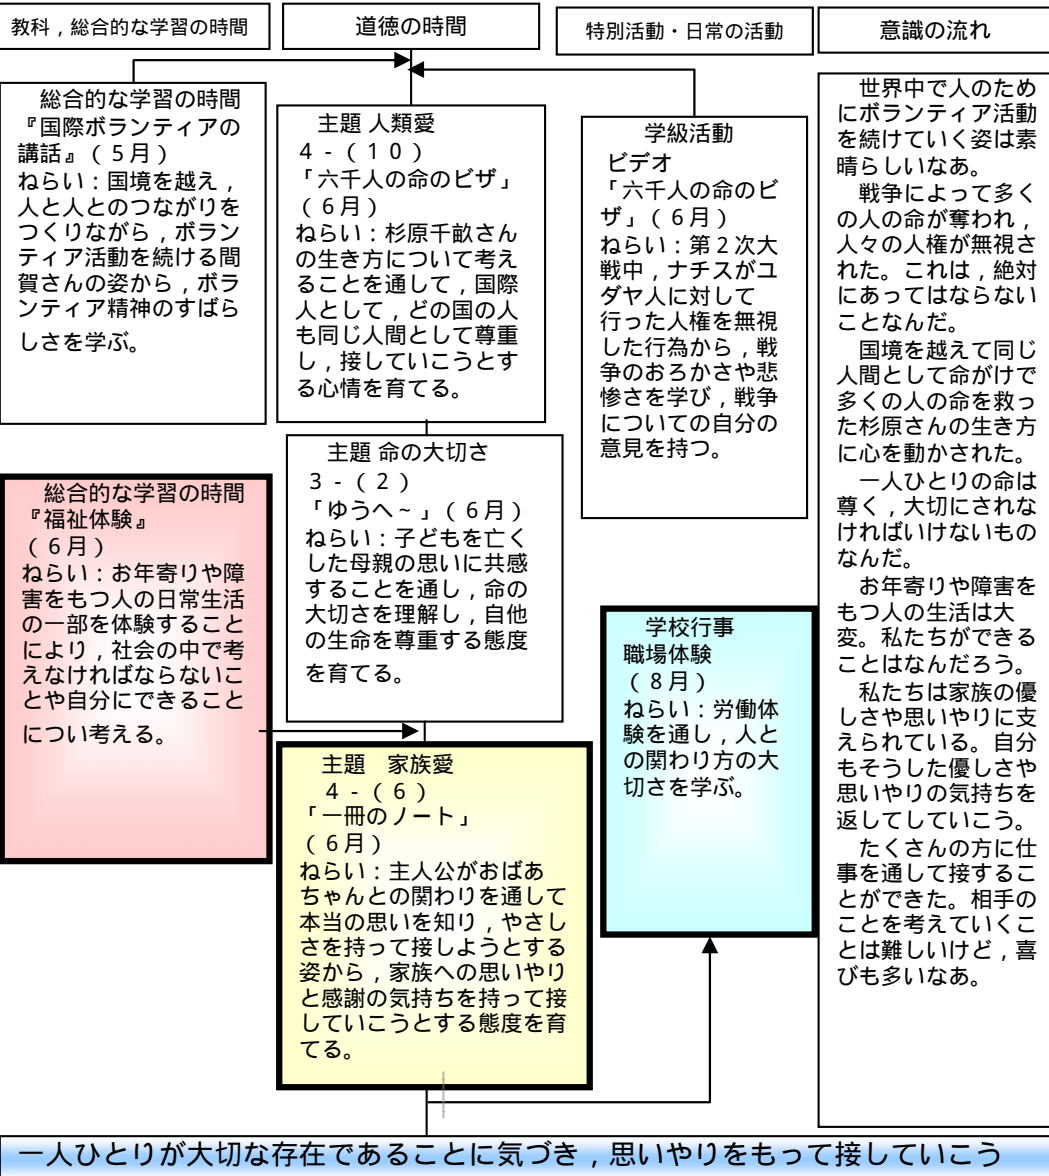 教科，総合的な学習の時間
道徳の時間
特別活動・日常の活動
意識の流れ
総合的な学習の時間
『国際ボランティアの
講話』（５月）
ねらい：国境を越え，
人と人とのつながりを
つくりながら，ボラン
ティア活動を続ける間
賀さんの姿から，ボラ
ンティア精神のすばら
しさを学ぶ。
総合的な学習の時間
『福祉体験』
（６月）
ねらい：お年寄りや障
害をもつ人の日常生活
の一部を体験すること
により，社会の中で考
えなければならないこ
とや自分にできること
につい考える。
主題 人類愛
４‐（１０）
「六千人の命のビザ」
（６月）
ねらい：杉原千畝さん
の生き方について考え
ることを通して，国際
人として，どの国の人
も同じ人間として尊重
し，接していこうとす
る心情を育てる。
主題 命の大切さ
３‐（２）
「ゆうへ～」（６月）
ねらい：子どもを亡く
した母親の思いに共感
することを通し，命の
大切さを理解し，自他
の生命を尊重する態度
を育てる。
主題　家族愛
４‐（６）
「一冊のノート」
（６月）
ねらい：主人公がおばあ
ちゃんとの関わりを通して
本当の思いを知り，やさし
さを持って接しようとする
姿から，家族への思いやり
と感謝の気持ちを持って接
していこうとする態度を育
てる。
学級活動
ビデオ
「六千人の命のビ
ザ」（６月）
ねらい：第２次大
戦中，ナチスがユ
ダヤ人に対して
行った人権を無視
した行為から，戦
争のおろかさや悲
惨さを学び，戦争
についての自分の
意見を持つ。
学校行事
職場体験
（８月）
ねらい：労働体
験を通し，人と
の関わり方の大
切さを学ぶ。
世界中で人のため
にボランティア活動
を続けていく姿は素
晴らしいなあ。
戦争によって多く
の人の命が奪われ，
人々の人権が無視さ
れた。これは，絶対
にあってはならない
ことなんだ。
国境を越えて同じ
人間として命がけで
多くの人の命を救っ
た杉原さんの生き方
に心を動かされた。
一人ひとりの命は
尊く，大切にされな
ければいけないもの
なんだ。
お年寄りや障害を
もつ人の生活は大
変。私たちができる
ことはなんだろう。
私たちは家族の優
しさや思いやりに支
えられている。自分
もそうした優しさや
思いやりの気持ちを
返してしていこう。
たくさんの方に仕
事を通して接するこ
とができた。相手の
ことを考えていくこ
とは難しいけど，喜
びも多いなあ。
一人ひとりが大切な存在であることに気づき，思いやりをもって接していこう